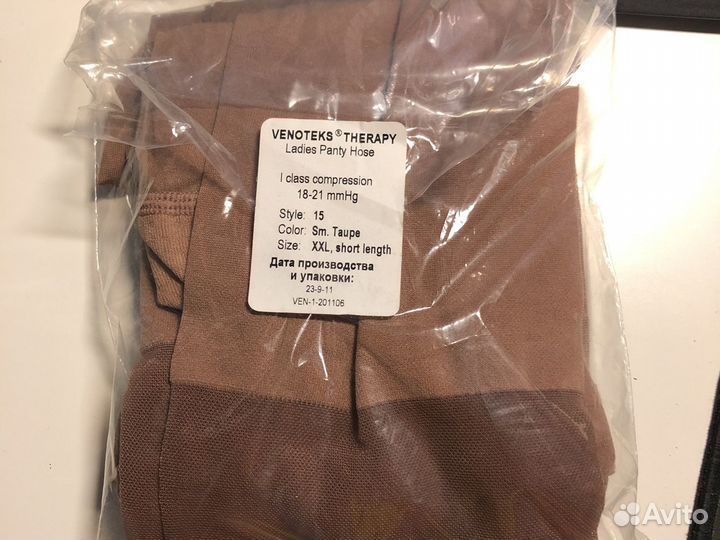 VENOTEKS® THERAPY
Ladies Panty Hose
I class compression
18-21 mmHg
Style: 15
Color: Sm. Taupe
Size: XXL, short length
Дата производства
и упаковки:
23-9-11
VEN-1-201106
Avito